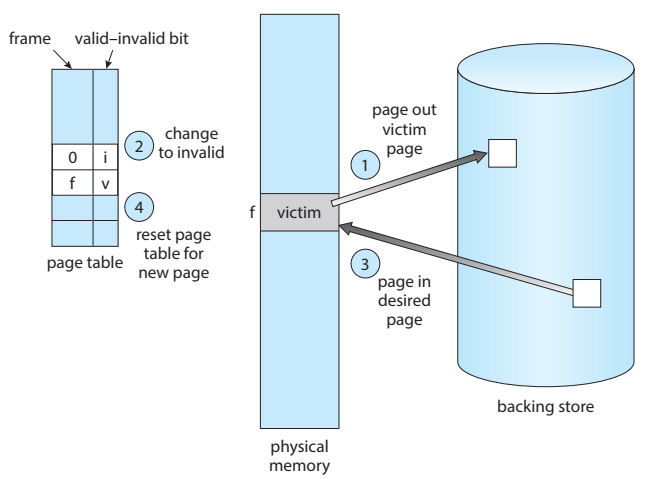 frame
valid–invalid bit
0 i
f v
2
change
to invalid
4
reset page
table for
new page
page table
f
victim
page out
victim
page
1
3
page in
desired
page
backing store
physical
memory